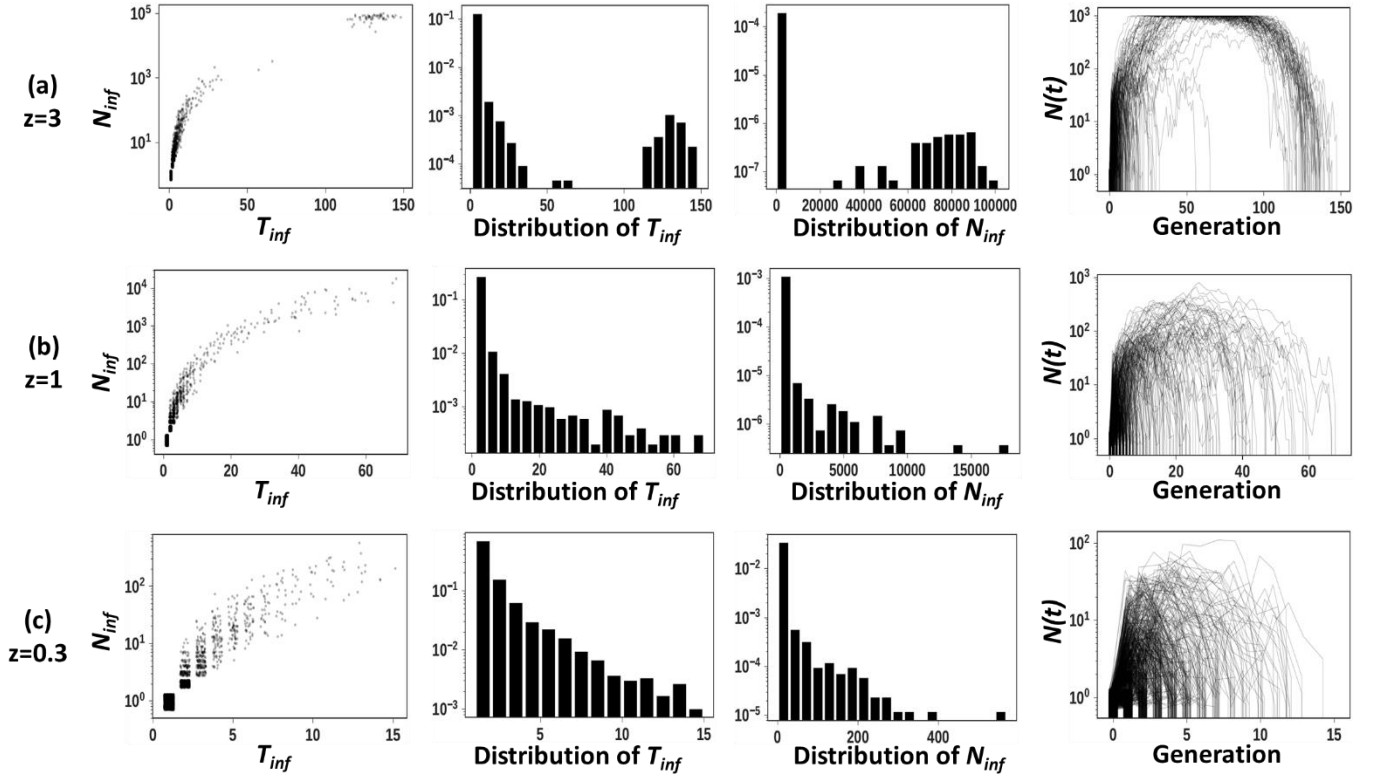 (a)
z=3
N_inf
10^5
10^3
10^1
0 50 100 150
T_inf
10^-1
10^-2
10^-3
10^-4
0 50 100 150
Distribution of T_inf
10^-4
10^-5
10^-6
10^-7
0 20000 40000 60000 80000 100000
Distribution of N_inf
N(t)
10^3
10^2
10^1
10^0
0 50 100 150
Generation
(b)
z=1
N_inf
10^4
10^3
10^2
10^1
10^0
0 20 40 60
T_inf
10^-1
10^-2
10^-3
0 20 40 60
Distribution of T_inf
10^-3
10^-4
10^-5
10^-6
0 5000 10000 15000
Distribution of N_inf
N(t)
10^3
10^2
10^1
10^0
0 20 40 60
Generation
(c)
z=0.3
N_inf
10^2
10^1
10^0
0 5 10 15
T_inf
10^-1
10^-2
10^-3
5 10 15
Distribution of T_inf
10^-2
10^-3
10^-4
10^-5
0 200 400
Distribution of N_inf
N(t)
10^2
10^1
10^0
0 5 10 15
Generation